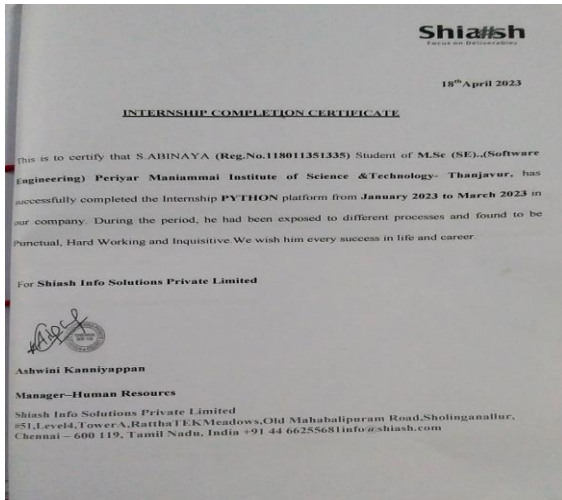 Shia#sh
Focus on Deliverables
18th April 2023
INTERNSHIP COMPLETION CERTIFICATE
This is to certify that S.ABINAYA (Reg.No.118011351335) Student of M.Sc (SE).,(Software
Engineering) Periyar Maniammai Institute of Science &Technology- Thanjavur, has
successfully completed the Internship PYTHON platform from January 2023 to March 2023 in
our company. During the period, he had been exposed to different processes and found to be
Punctual, Hard Working and Inquisitive.We wish him every success in life and career.
For Shiash Info Solutions Private Limited
Ashwini Kanniyappan
Manager–Human Resourcs
Shiash Info Solutions Private Limited
#51,Level4,TowerA,RatthaTEKMeadows,Old Mahabalipuram Road,Sholinganallur,
Chennai – 600 119, Tamil Nadu, India +91 44 66255681info@shiash.com